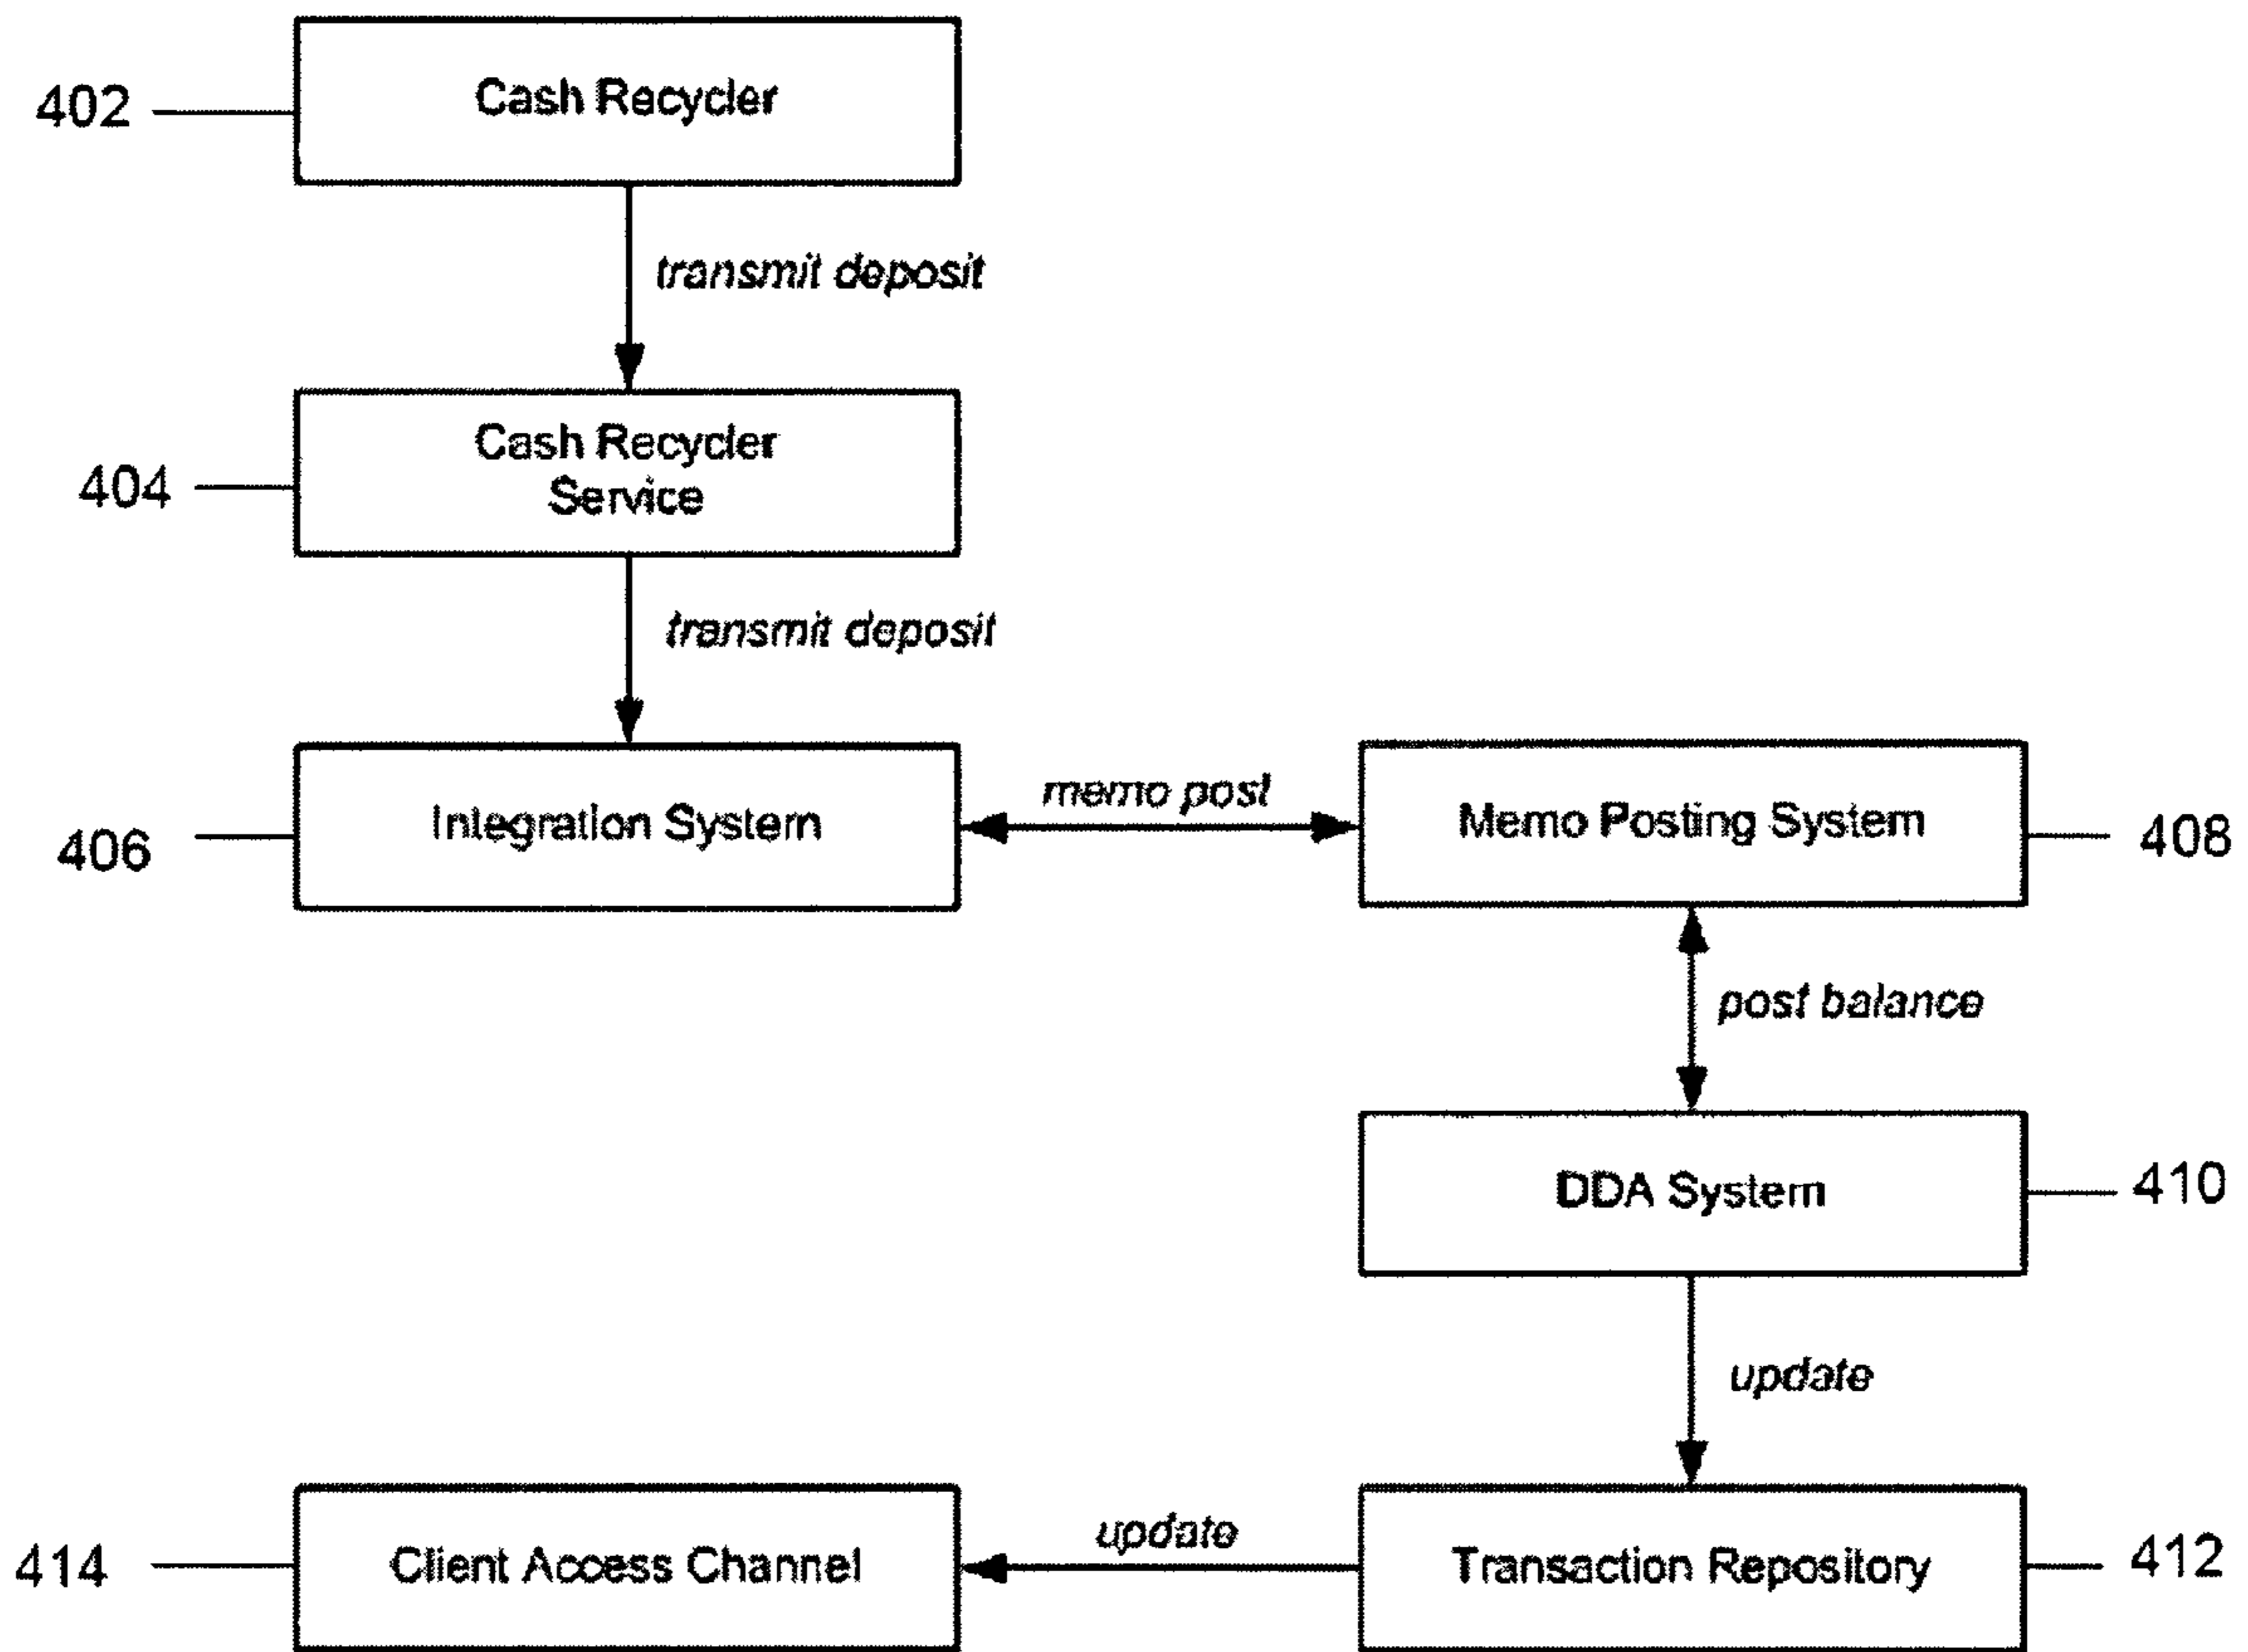 402
Cash Recycler
transmit deposit
404
Cash Recycler
Service
transmit deposit
406
Integration System
memo post
Memo Posting System
408
post balance
DDA System
410
update
414
Client Access Channel
update
Transaction Repository
412